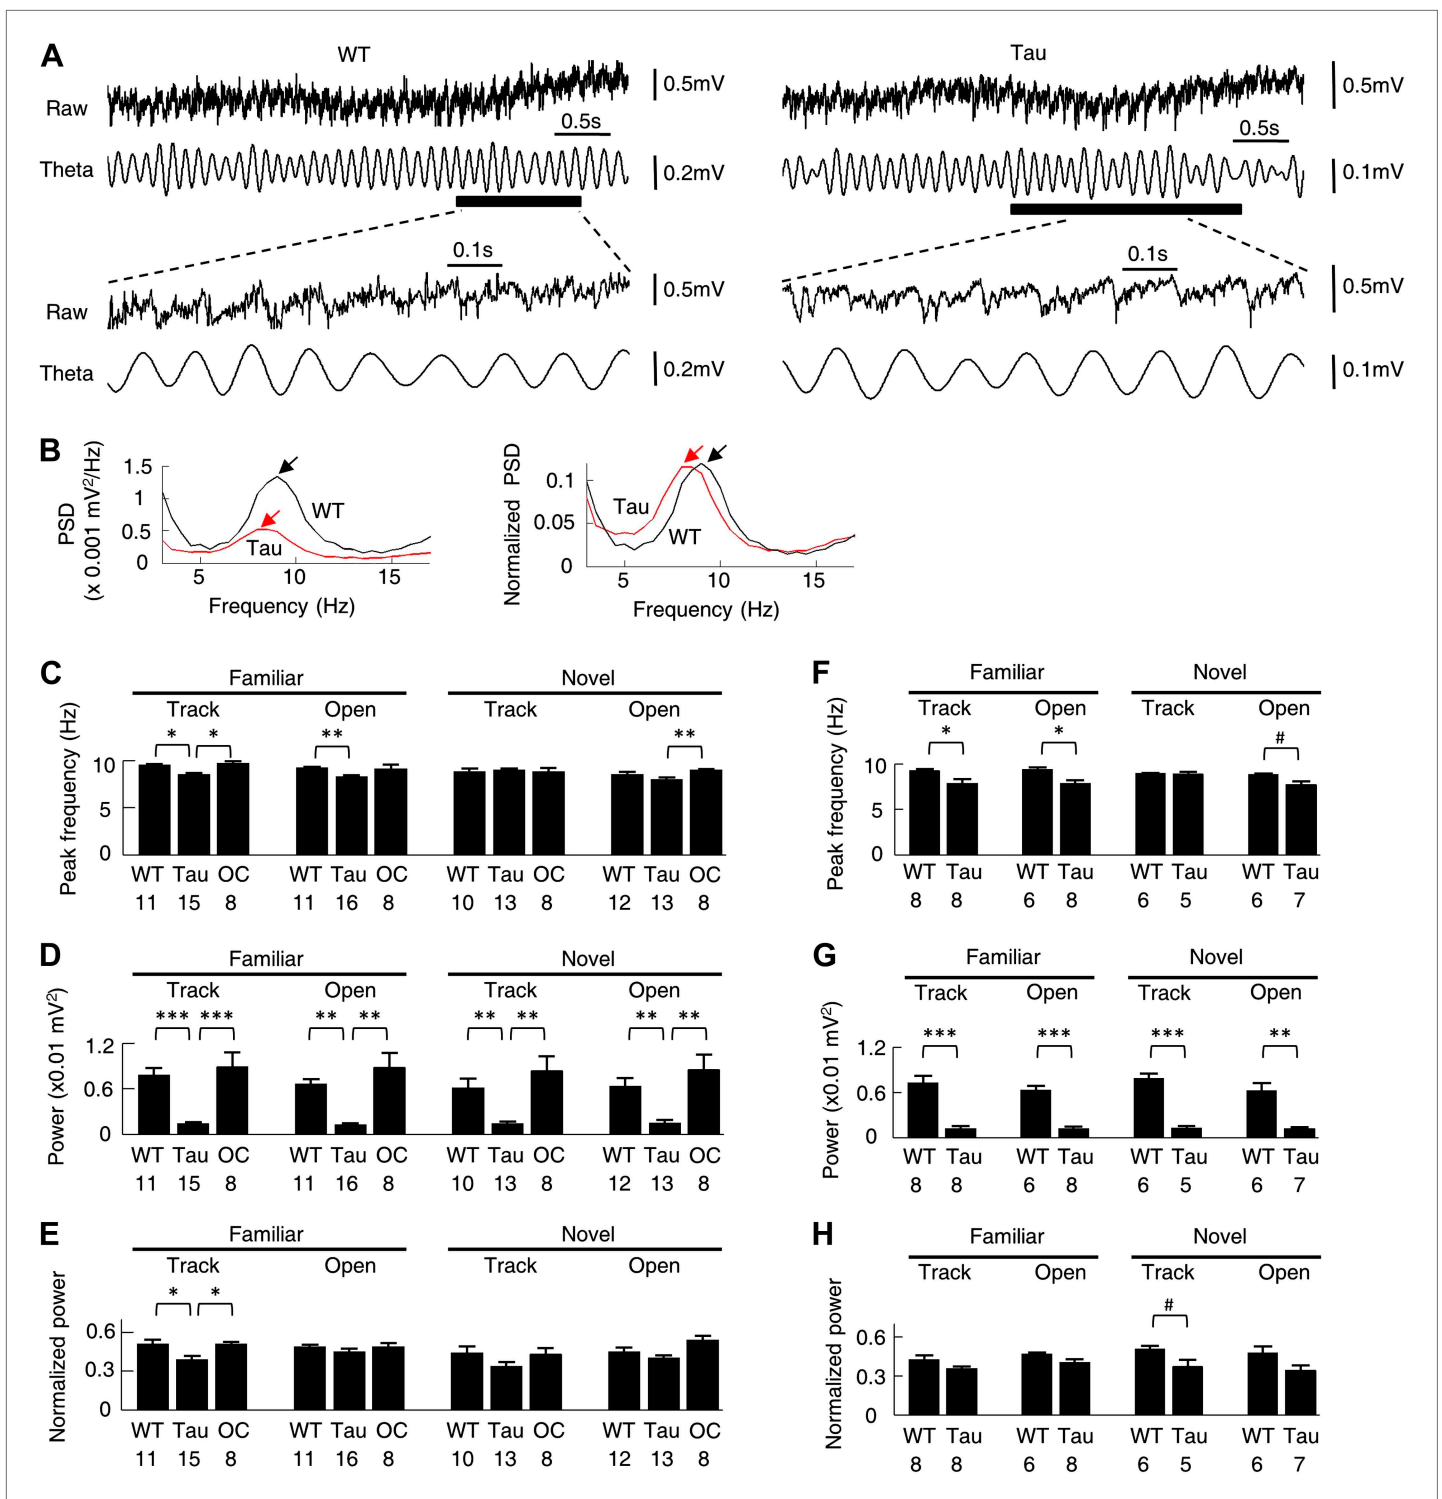 A
WT
Tau
Raw
0.5mV
0.5mV
0.5s
0.5s
Theta
0.2mV
0.1mV
0.1s
0.1s
Raw
0.5mV
0.5mV
Theta
0.2mV
0.1mV
B
PSD
(x 0.001 mV²/Hz)
1.5
1
0.5
0
WT
Tau
5
10
15
Frequency (Hz)
Normalized PSD
0.1
0.05
0
Tau
WT
5
10
15
Frequency (Hz)
C
Familiar
Novel
Track
Open
Track
Open
* * ** **
Peak frequency (Hz)
10
5
0
WT Tau OC WT Tau OC WT Tau OC WT Tau OC
11 15 8 11 16 8 10 13 8 12 13 8
F
Familiar
Novel
Track
Open
Track
Open
* * #
Peak frequency (Hz)
10
5
0
WT Tau WT Tau WT Tau WT Tau
8 8 6 8 6 5 6 7
D
Familiar
Novel
Track
Open
Track
Open
*** *** ** ** ** ** ** **
Power (x0.01 mV²)
1.2
0.6
0
WT Tau OC WT Tau OC WT Tau OC WT Tau OC
11 15 8 11 16 8 10 13 8 12 13 8
G
Familiar
Novel
Track
Open
Track
Open
*** *** *** **
Power (x0.01 mV²)
1.2
0.6
0
WT Tau WT Tau WT Tau WT Tau
8 8 6 8 6 5 6 7
E
Familiar
Novel
Track
Open
Track
Open
* *
Normalized power
0.6
0.3
0
WT Tau OC WT Tau OC WT Tau OC WT Tau OC
11 15 8 11 16 8 10 13 8 12 13 8
H
Familiar
Novel
Track
Open
Track
Open
#
Normalized power
0.6
0.3
0
WT Tau WT Tau WT Tau WT Tau
8 8 6 8 6 5 6 7